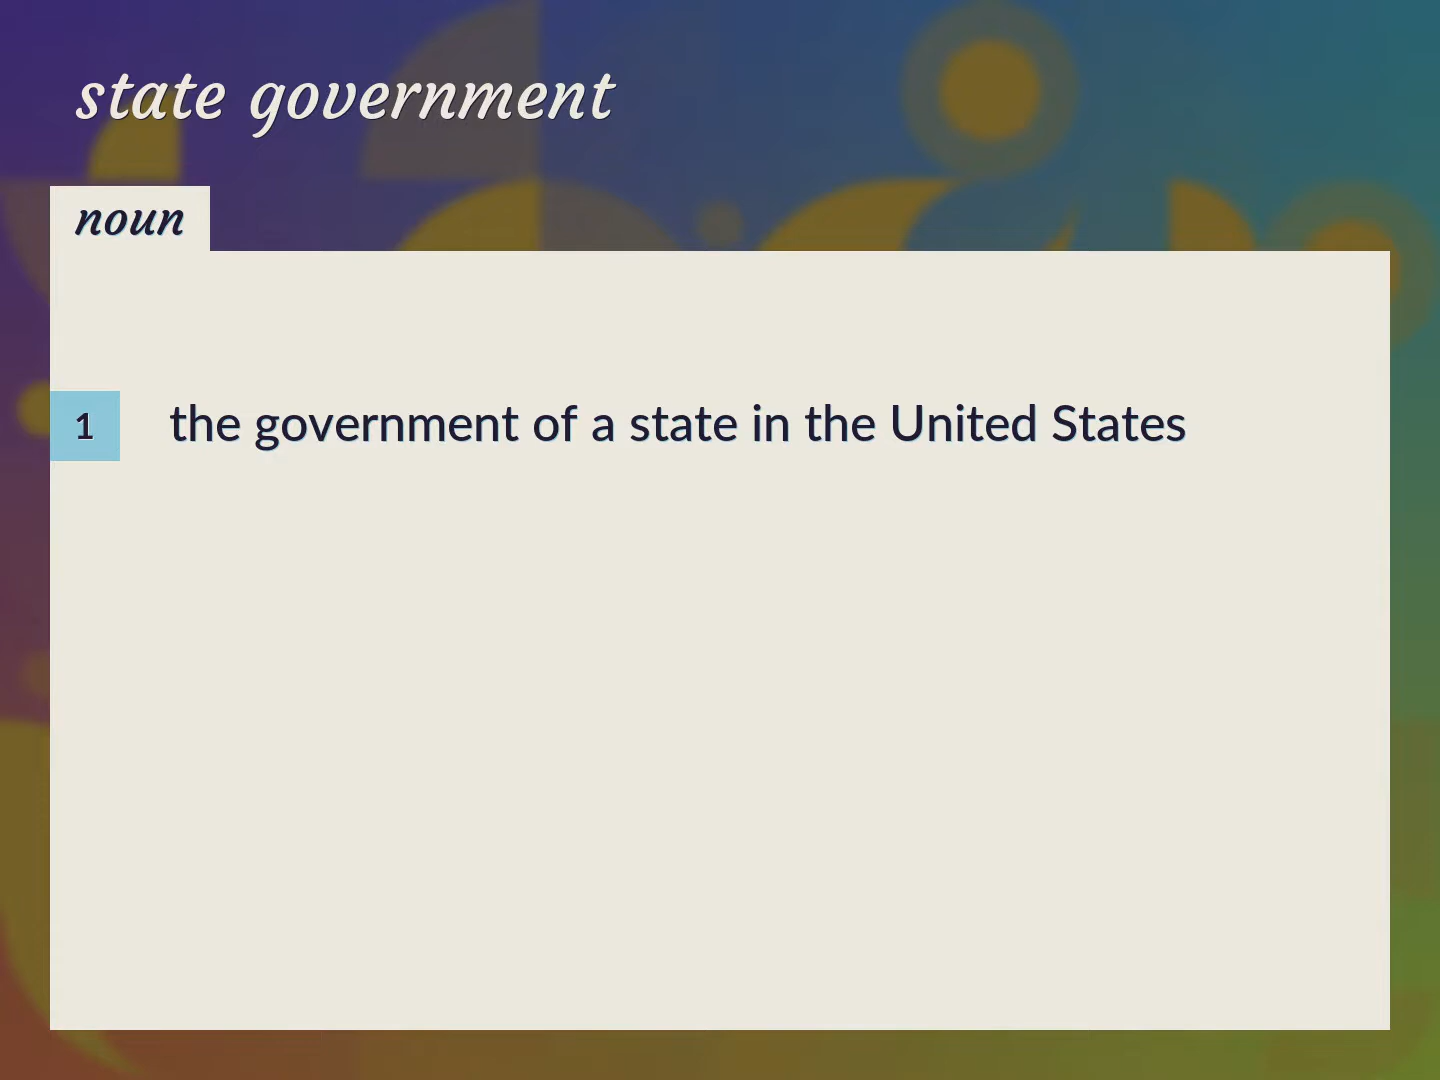 state government
noun
1 the government of a state in the United States